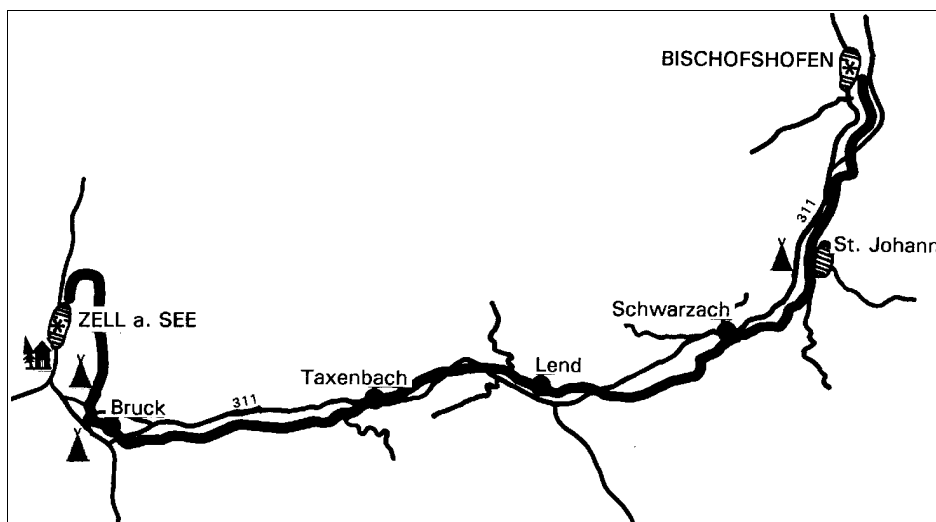 BISCHOFSHOFEN
311
St. Johann
Schwarzach
ZELL a. SEE
Lend
Taxenbach
311
Bruck